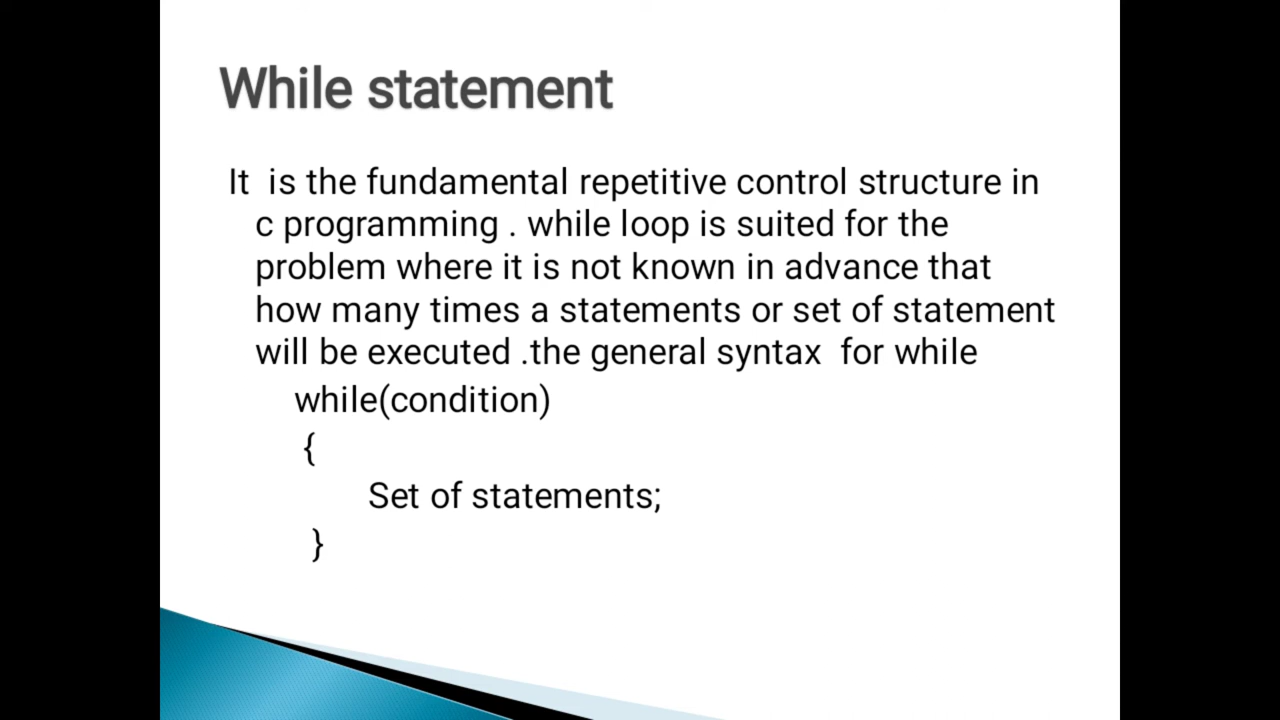 While statement
It  is the fundamental repetitive control structure in
c programming . while loop is suited for the
problem where it is not known in advance that
how many times a statements or set of statement
will be executed .the general syntax  for while
while(condition)
{
Set of statements;
}